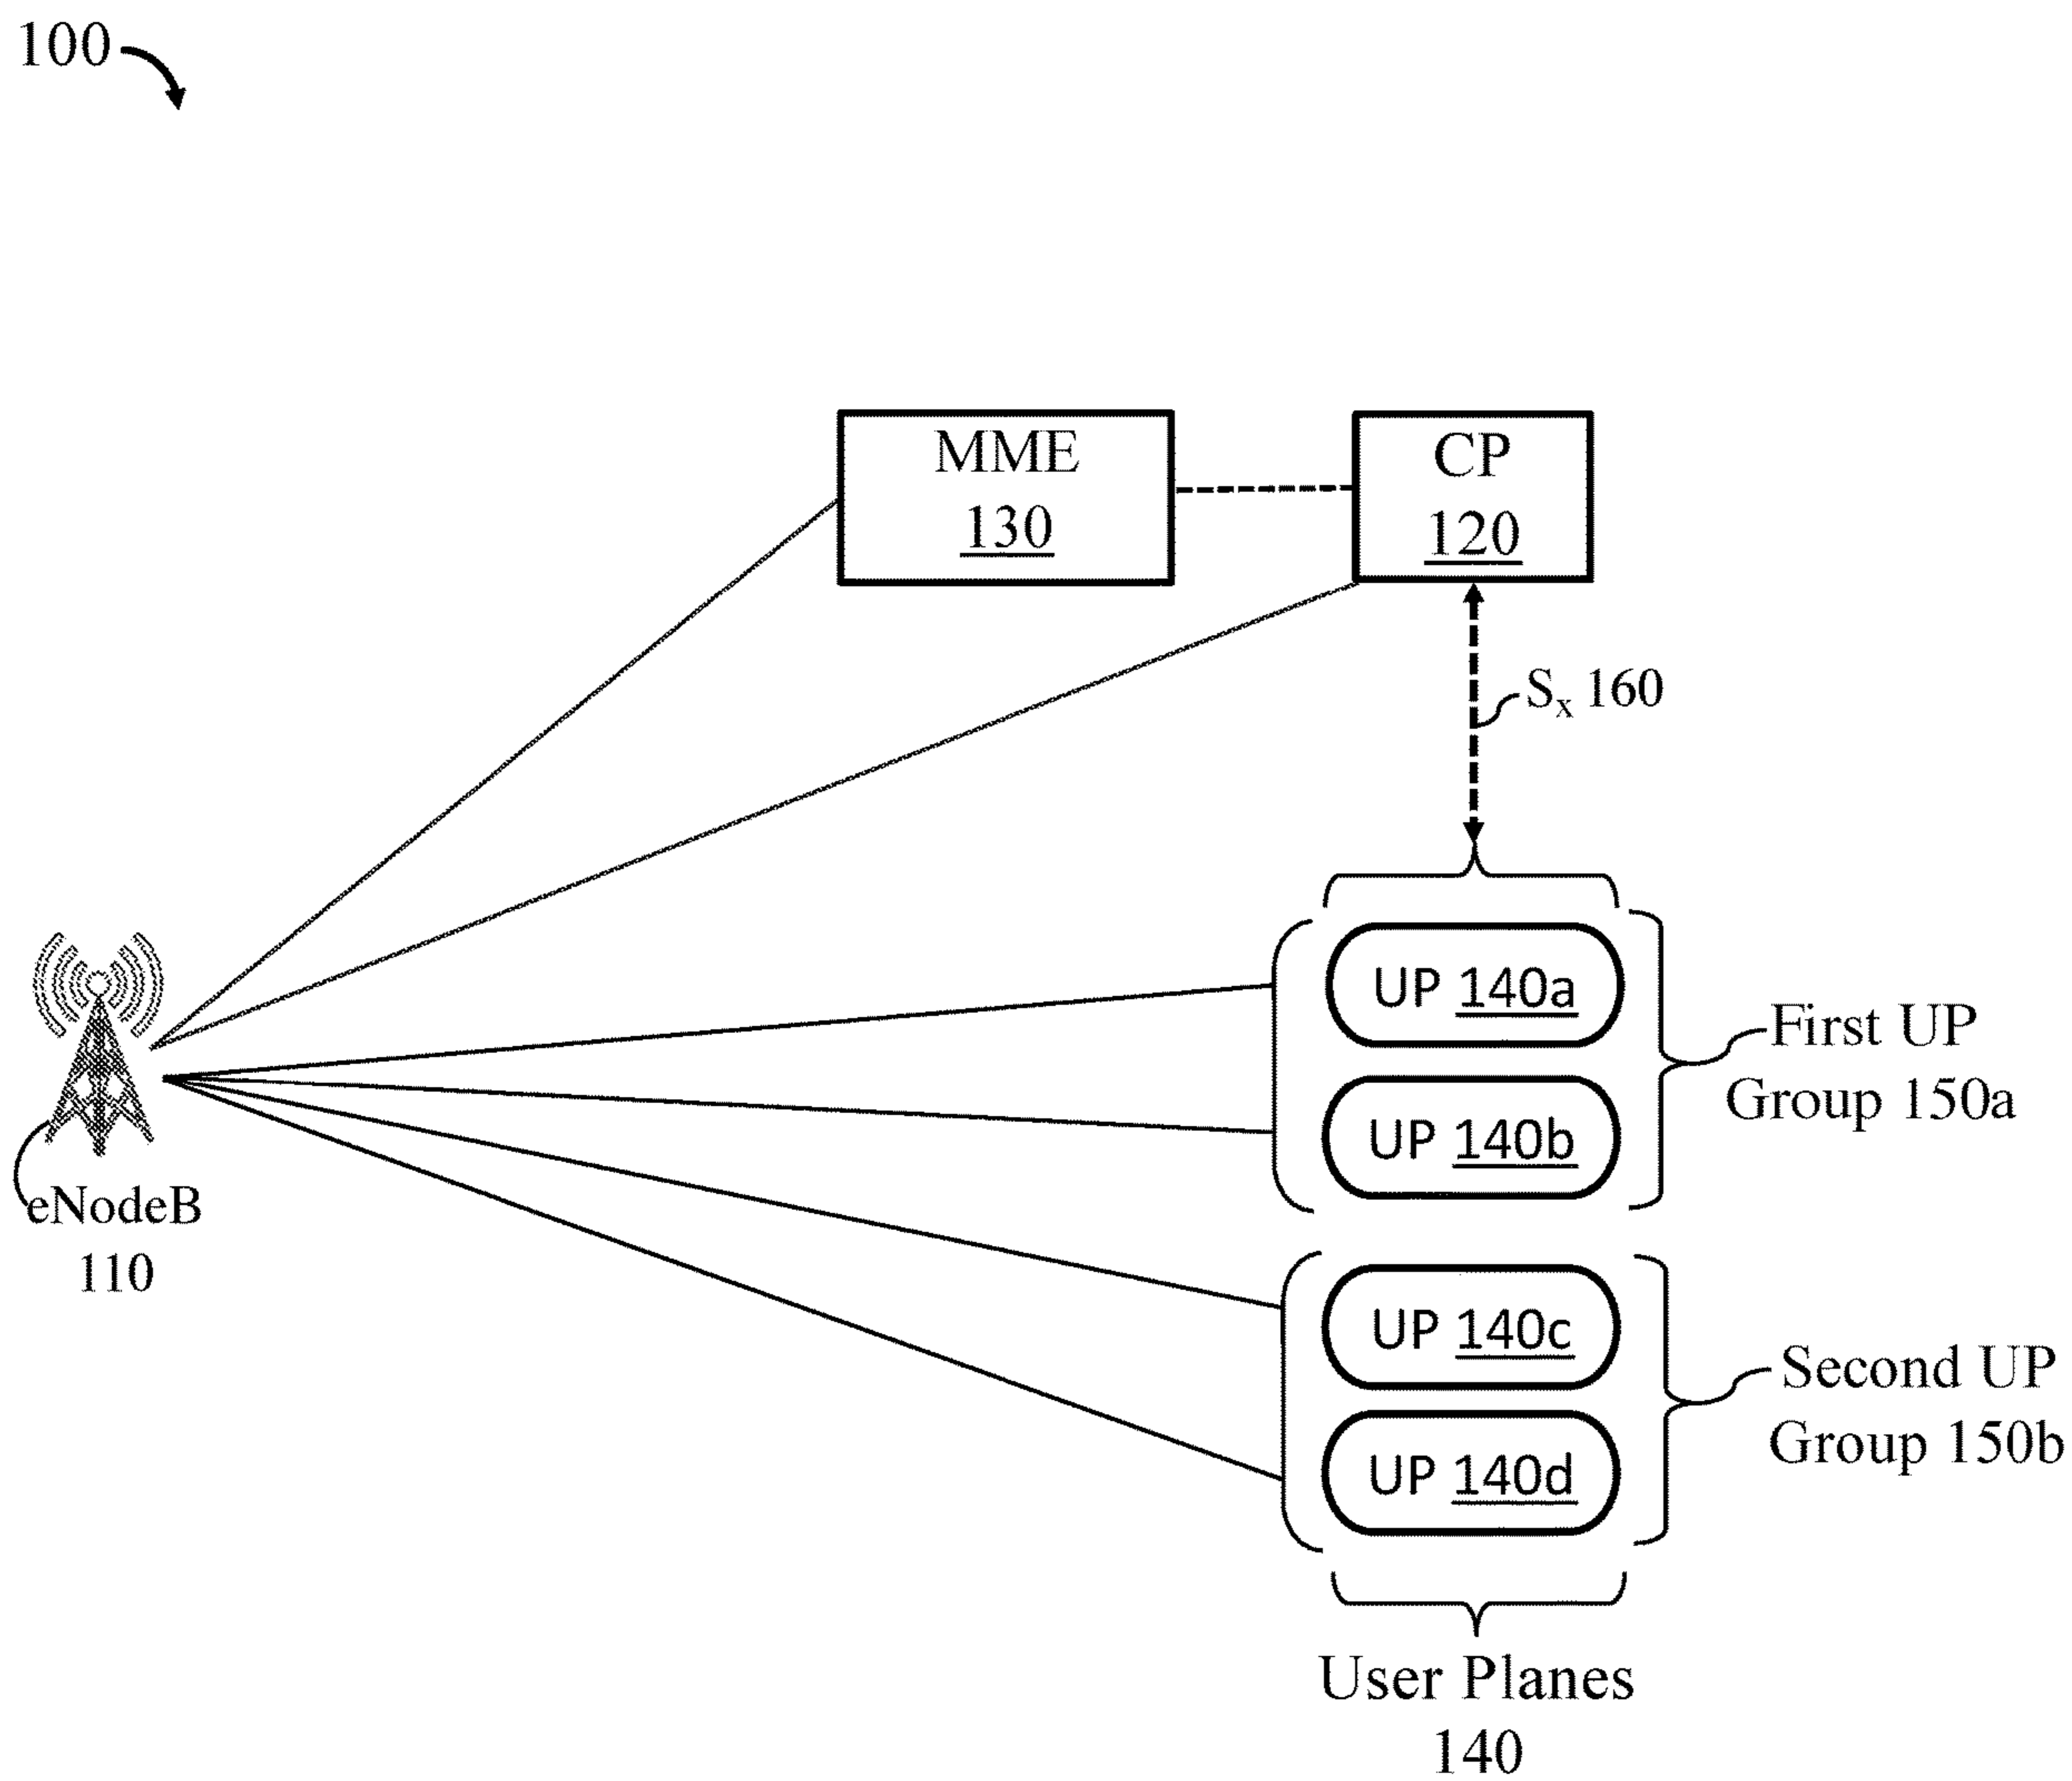 100
MME
130
CP
120
Sx 160
UP 140a
UP 140b
First UP
Group 150a
eNodeB
110
UP 140c
UP 140d
Second UP
Group 150b
User Planes
140